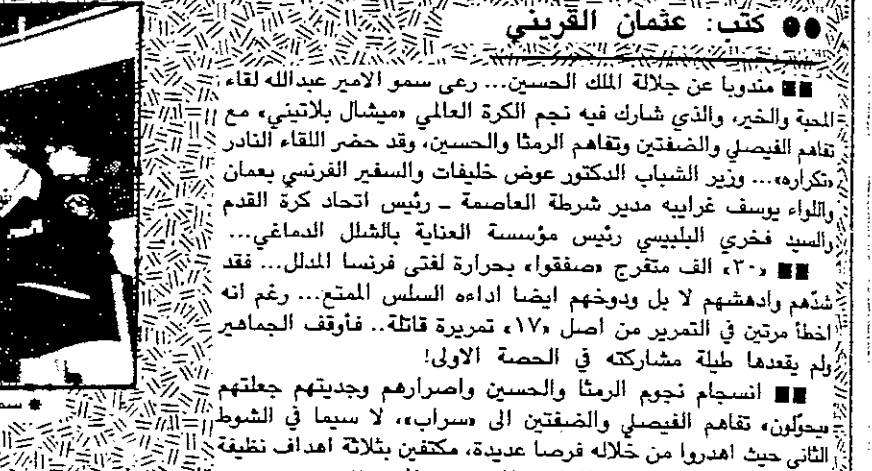 ●● كتب: عثمان القريني
■■ مندوبا عن جلالة الملك الحسين... رعى سمو الامير عبدالله لقاء
المحبة والخير، والذي شارك فيه نجم الكرة العالمي «ميشال بلاتيني» مع
تفاهم الفيصلي والضفتين وتفاهم الرمثا والحسين، وقد حضر اللقاء النادر
«تكراره»... وزير الشباب الدكتور عوض خليفات والسفير الفرنسي بعمان
واللواء يوسف غرايبه مدير شرطة العاصمة ـ رئيس اتحاد كرة القدم
والسيد فخري البلبيسي رئيس مؤسسة العناية بالشلل الدماغي...
■■ «٣٠» الف متفرج «صفقوا» بحرارة لفتى فرنسا المدلل... فقد
شدّهم وادهشهم لا بل ودوخهم ايضا اداءه السلس الممتع... رغم انه
اخطأ مرتين في التمرير من اصل «١٧» تمريرة قاتلة.. فأوقف الجماهير
ولم يقعدها طيلة مشاركته في الحصة الاولى!
■■ انسجام نجوم الرمثا والحسين واصرارهم وجديتهم جعلتهم
«يحوّلون» تفاهم الفيصلي والضفتين الى «سراب»، لا سيما في الشوط
الثاني حيث اهدروا من خلاله فرصا عديدة، مكتفين بثلاثة اهداف نظيفة